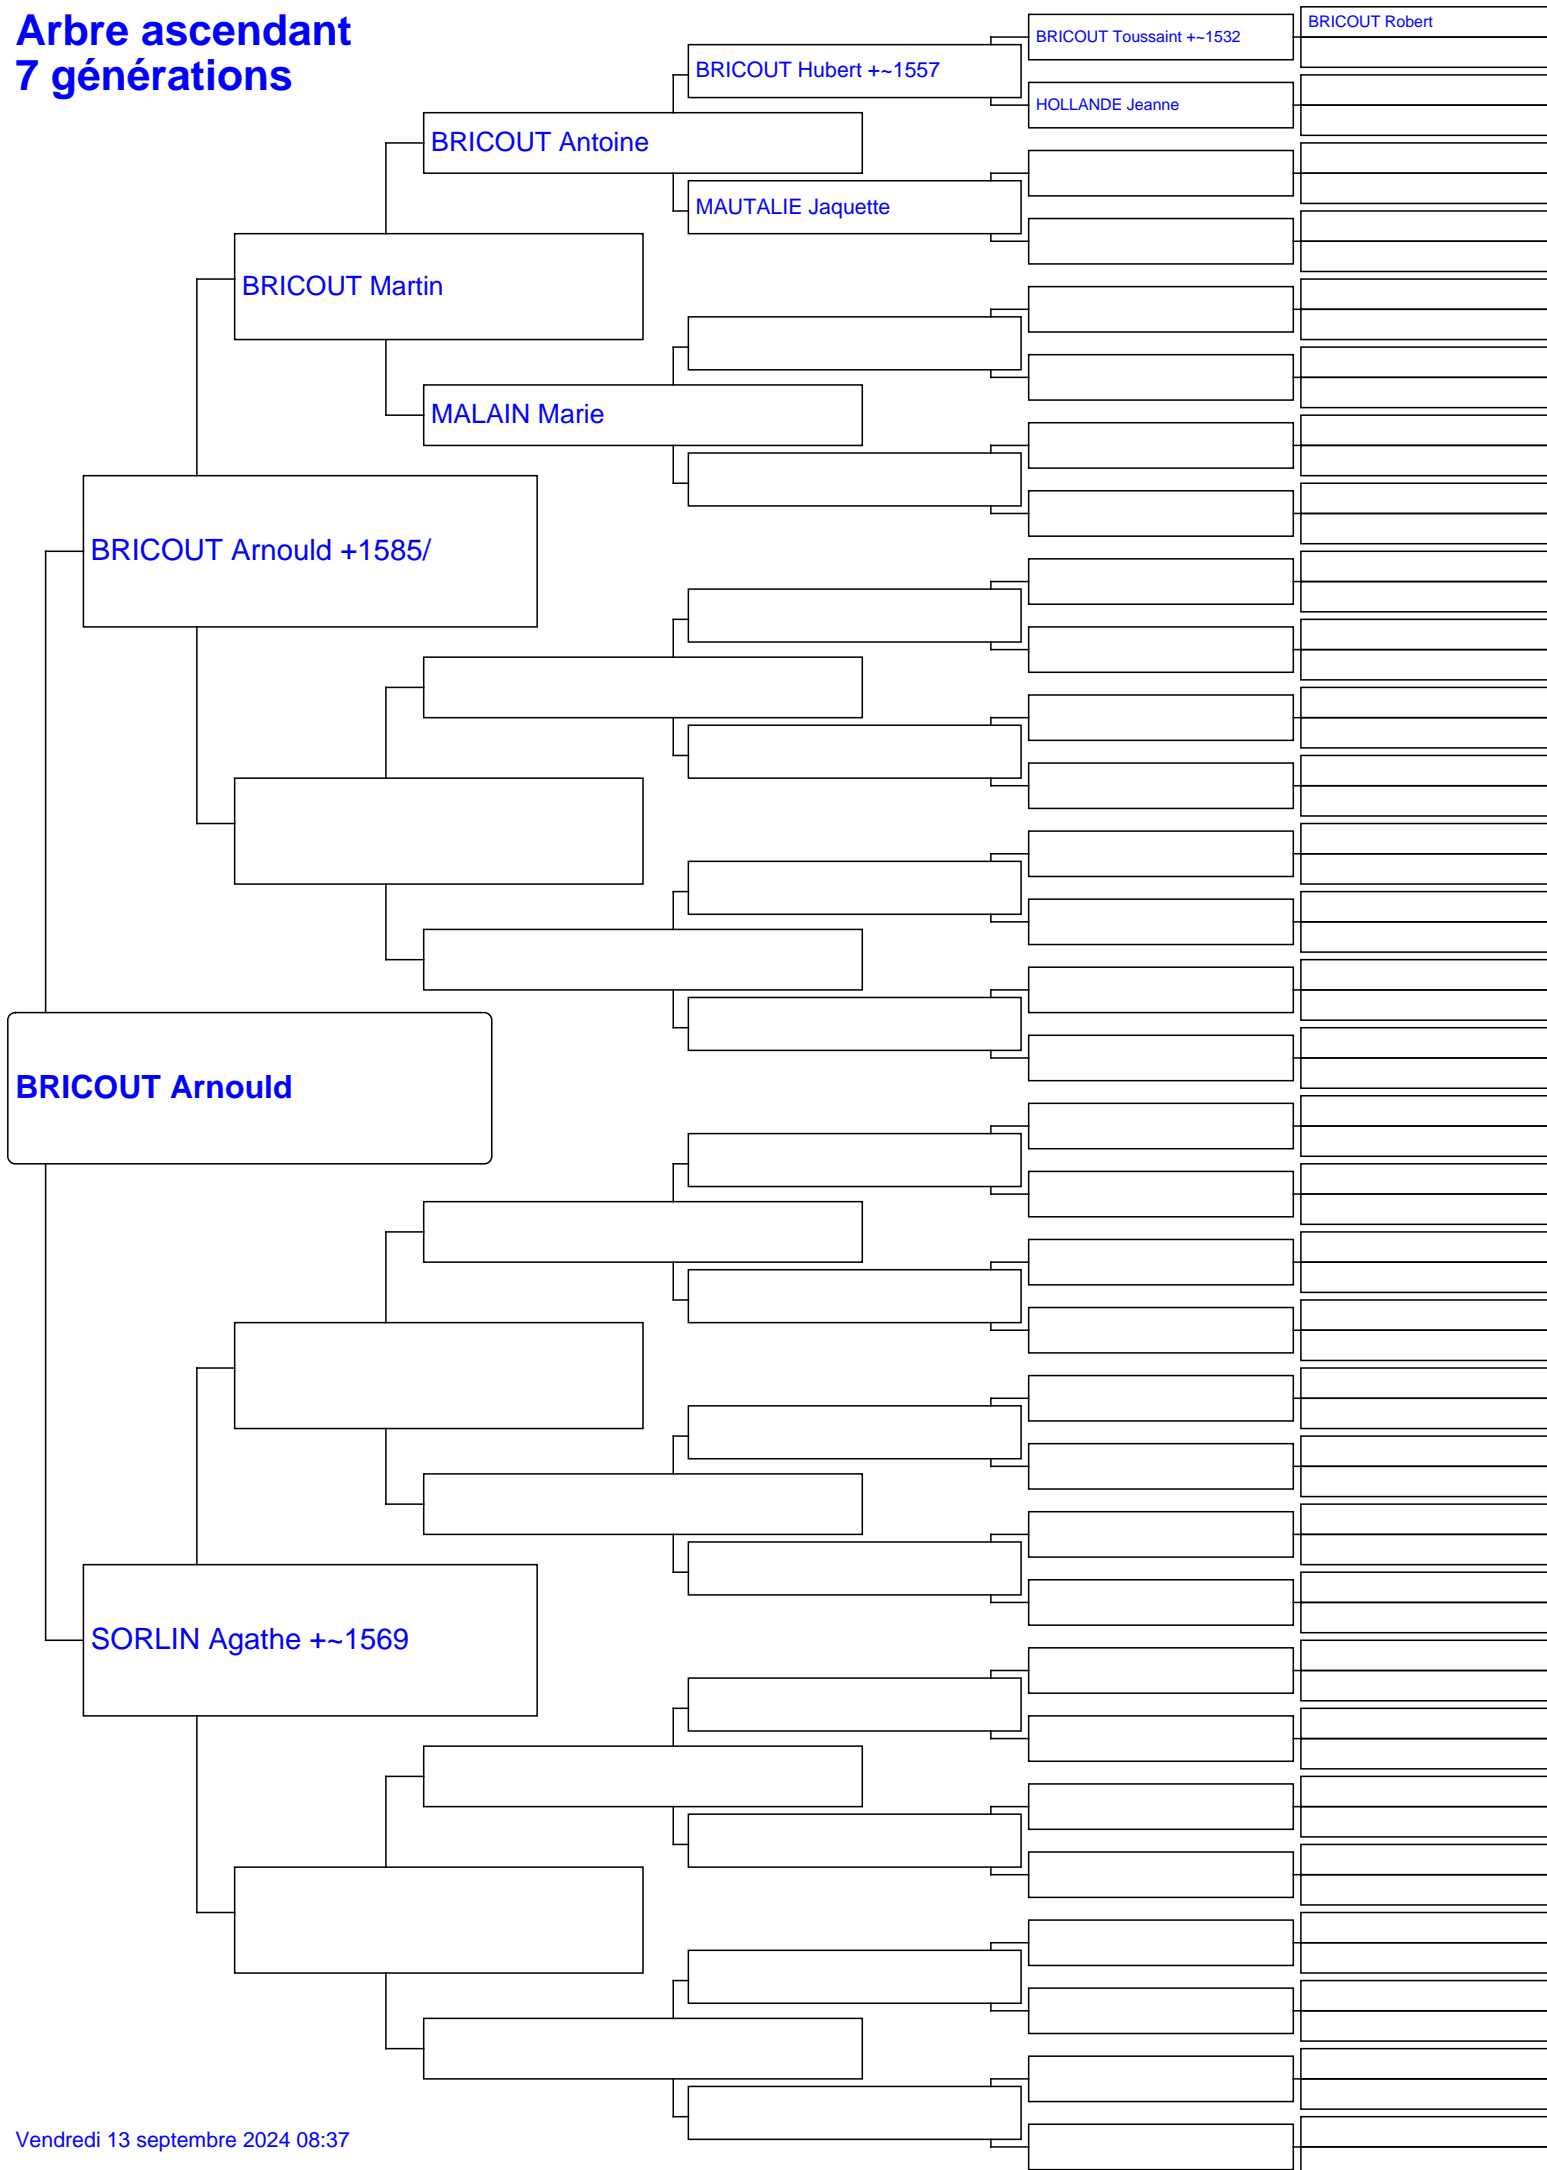 Arbre ascendant
7 générations
BRICOUT Robert
BRICOUT Toussaint +~1532
BRICOUT Hubert +~1557
HOLLANDE Jeanne
BRICOUT Antoine
MAUTALIE Jaquette
BRICOUT Martin
MALAIN Marie
BRICOUT Arnould +1585/
BRICOUT Arnould
SORLIN Agathe +~1569
Vendredi 13 septembre 2024 08:37